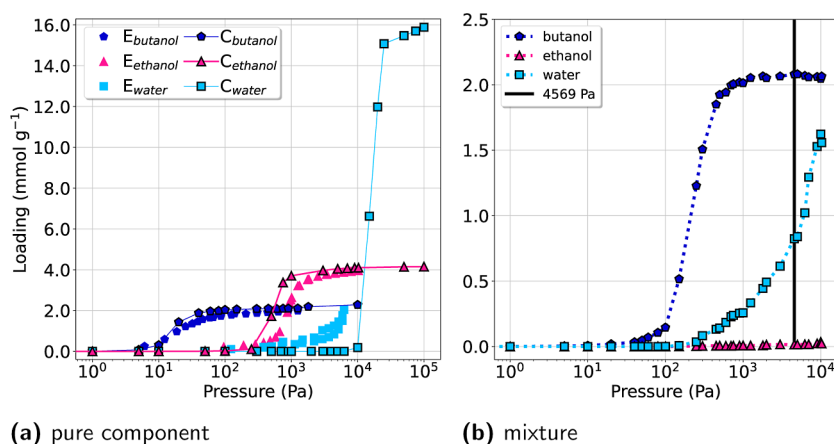 16.0
14.0
12.0
10.0
8.0
6.0
4.0
2.0
0.0
Loading (mmol g⁻¹)
E_butanol C_butanol
E_ethanol C_ethanol
E_water C_water
10⁰ 10¹ 10² 10³ 10⁴ 10⁵
Pressure (Pa)
(a) pure component
2.5
2.0
1.5
1.0
0.5
0.0
butanol
ethanol
water
4569 Pa
10⁰ 10¹ 10² 10³ 10⁴
Pressure (Pa)
(b) mixture